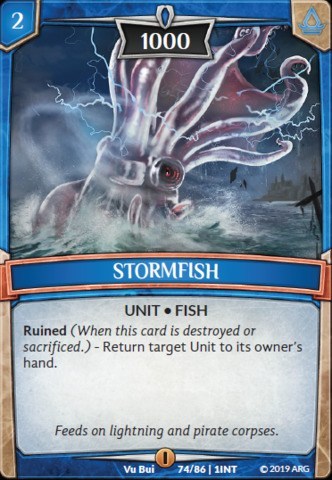 2
1000
STORMFISH
UNIT • FISH
Ruined (When this card is destroyed or
sacrificed.) - Return target Unit to its owner's
hand.
Feeds on lightning and pirate corpses.
I
Vu Bui 74/86 | 1INT © 2019 ARG